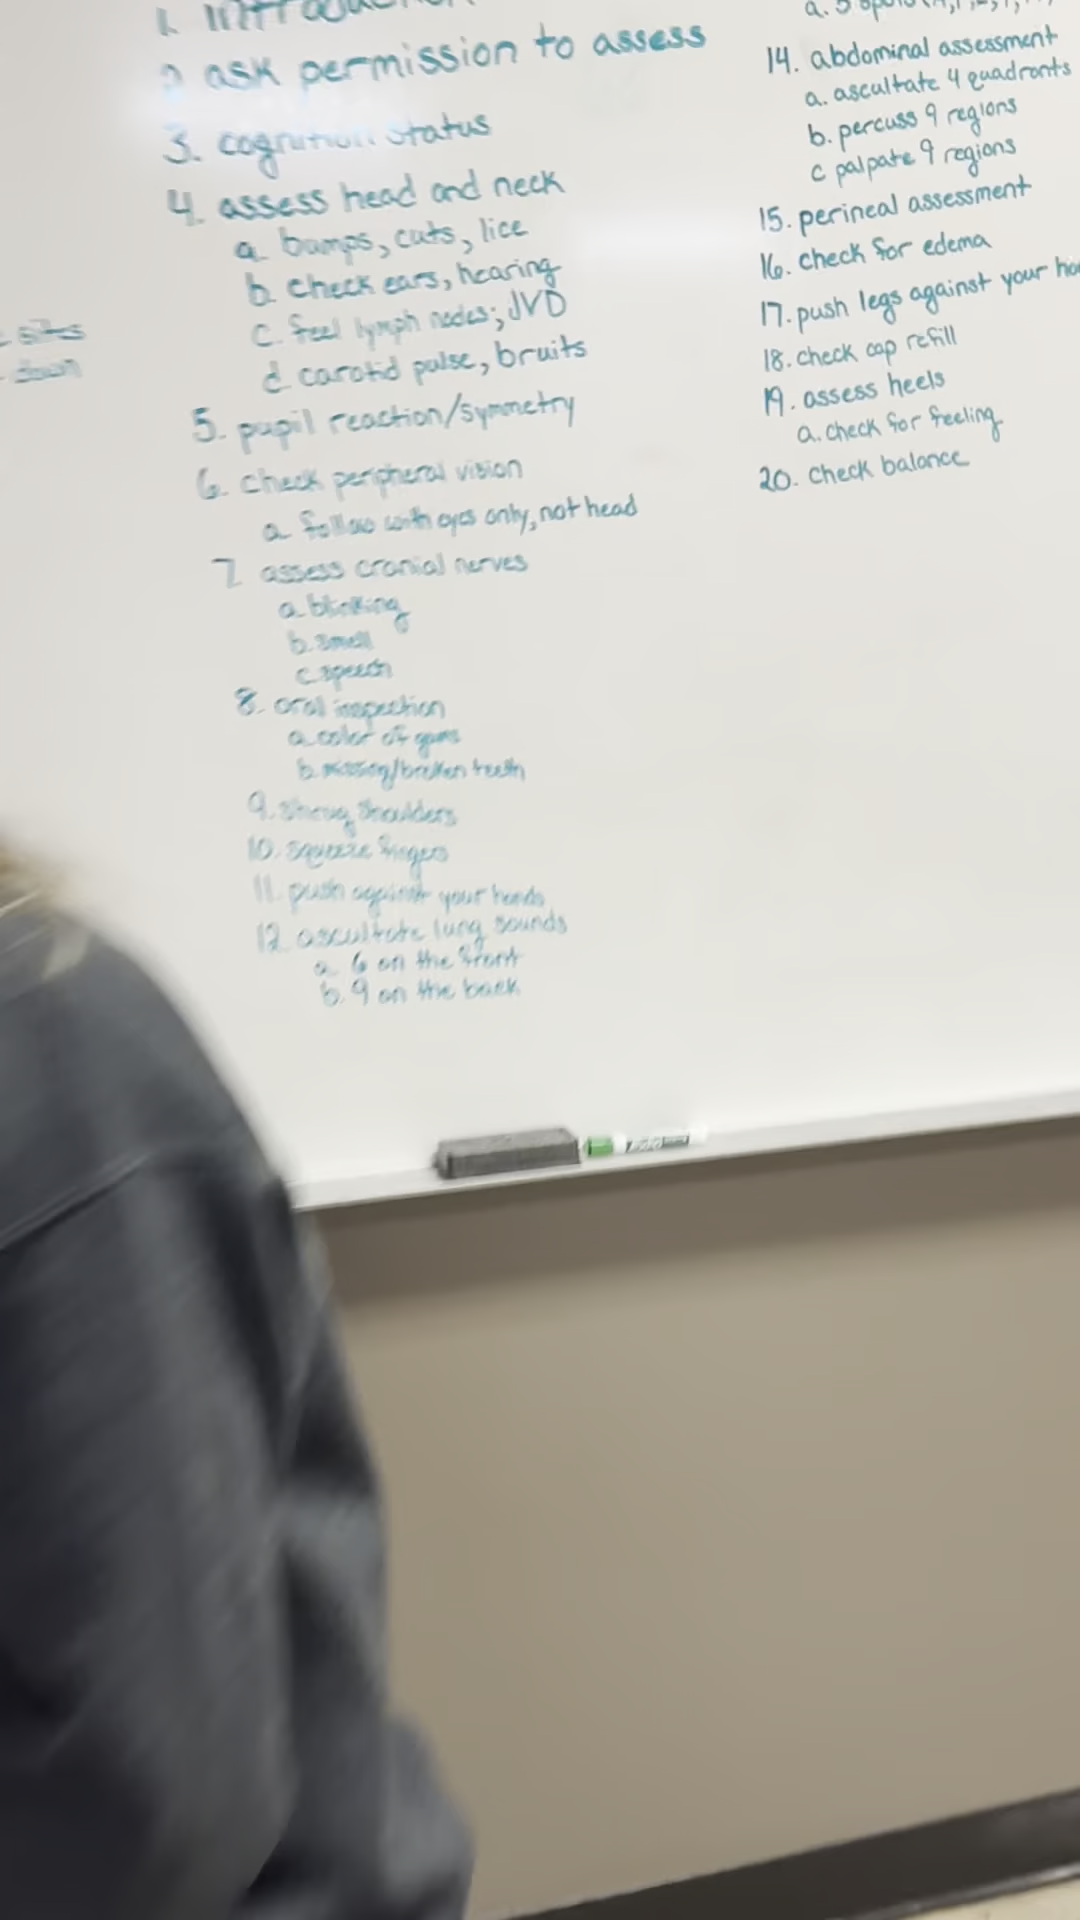 1. introduction
2. ask permission to assess
3. cognition status
4. assess head and neck
a. bumps, cuts, lice
b. check ears, hearing
c. feel lymph nodes; JVD
d. carotid pulse, bruits
5. pupil reaction/symmetry
6. check peripheral vision
a. follow with eyes only, not head
7. assess cranial nerves
a. blinking
b. smell
c. speech
8. oral inspection
a. color of gums
b. missing/broken teeth
9. shrug shoulders
10. squeeze fingers
11. push against your hands
12. ascultate lung sounds
a. 6 on the front
b. 9 on the back
a. 5 spots
14. abdominal assessment
a. ascultate 4 quadrants
b. percuss 9 regions
c palpate 9 regions
15. perineal assessment
16. check for edema
17. push legs against your
18. check cap refill
19. assess heels
a. check for feeling
20. check balance
sites
down